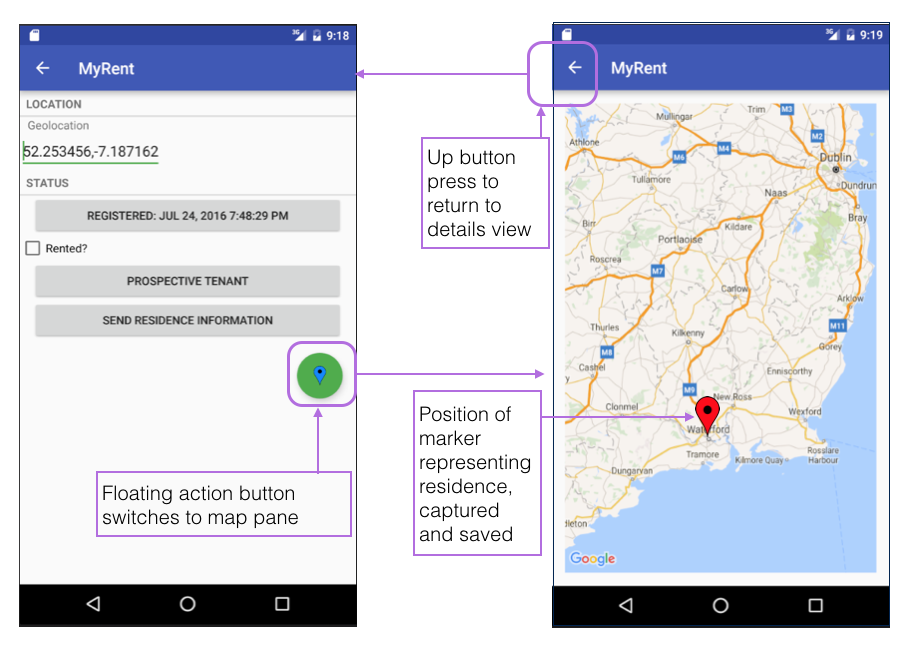 3G 9:18
MyRent
LOCATION
Geolocation
52.253456,-7.187162
STATUS
REGISTERED: JUL 24, 2016 7:48:29 PM
Rented?
PROSPECTIVE TENANT
SEND RESIDENCE INFORMATION
Floating action button
switches to map pane
Up button
press to
return to
details view
Position of
marker
representing
residence,
captured
and saved
3G 9:19
MyRent
Mullingar
Trim
M3
Athlone
M4
M2
M6
Dublin
Tullamore
Dundrum
Naas
Birr
Kildare
Bray
Portlaoise
Roscrea
M7
Carlow
Arklow
Thurles
Kilkenny
M11
M8
Gorey
Cashel
Enniscorthy
M9
New Ross
Clonmel
Wexford
Waterford
Tramore
Rosslare
Kilmore Quay
Harbour
Dungarvan
dleton
Google